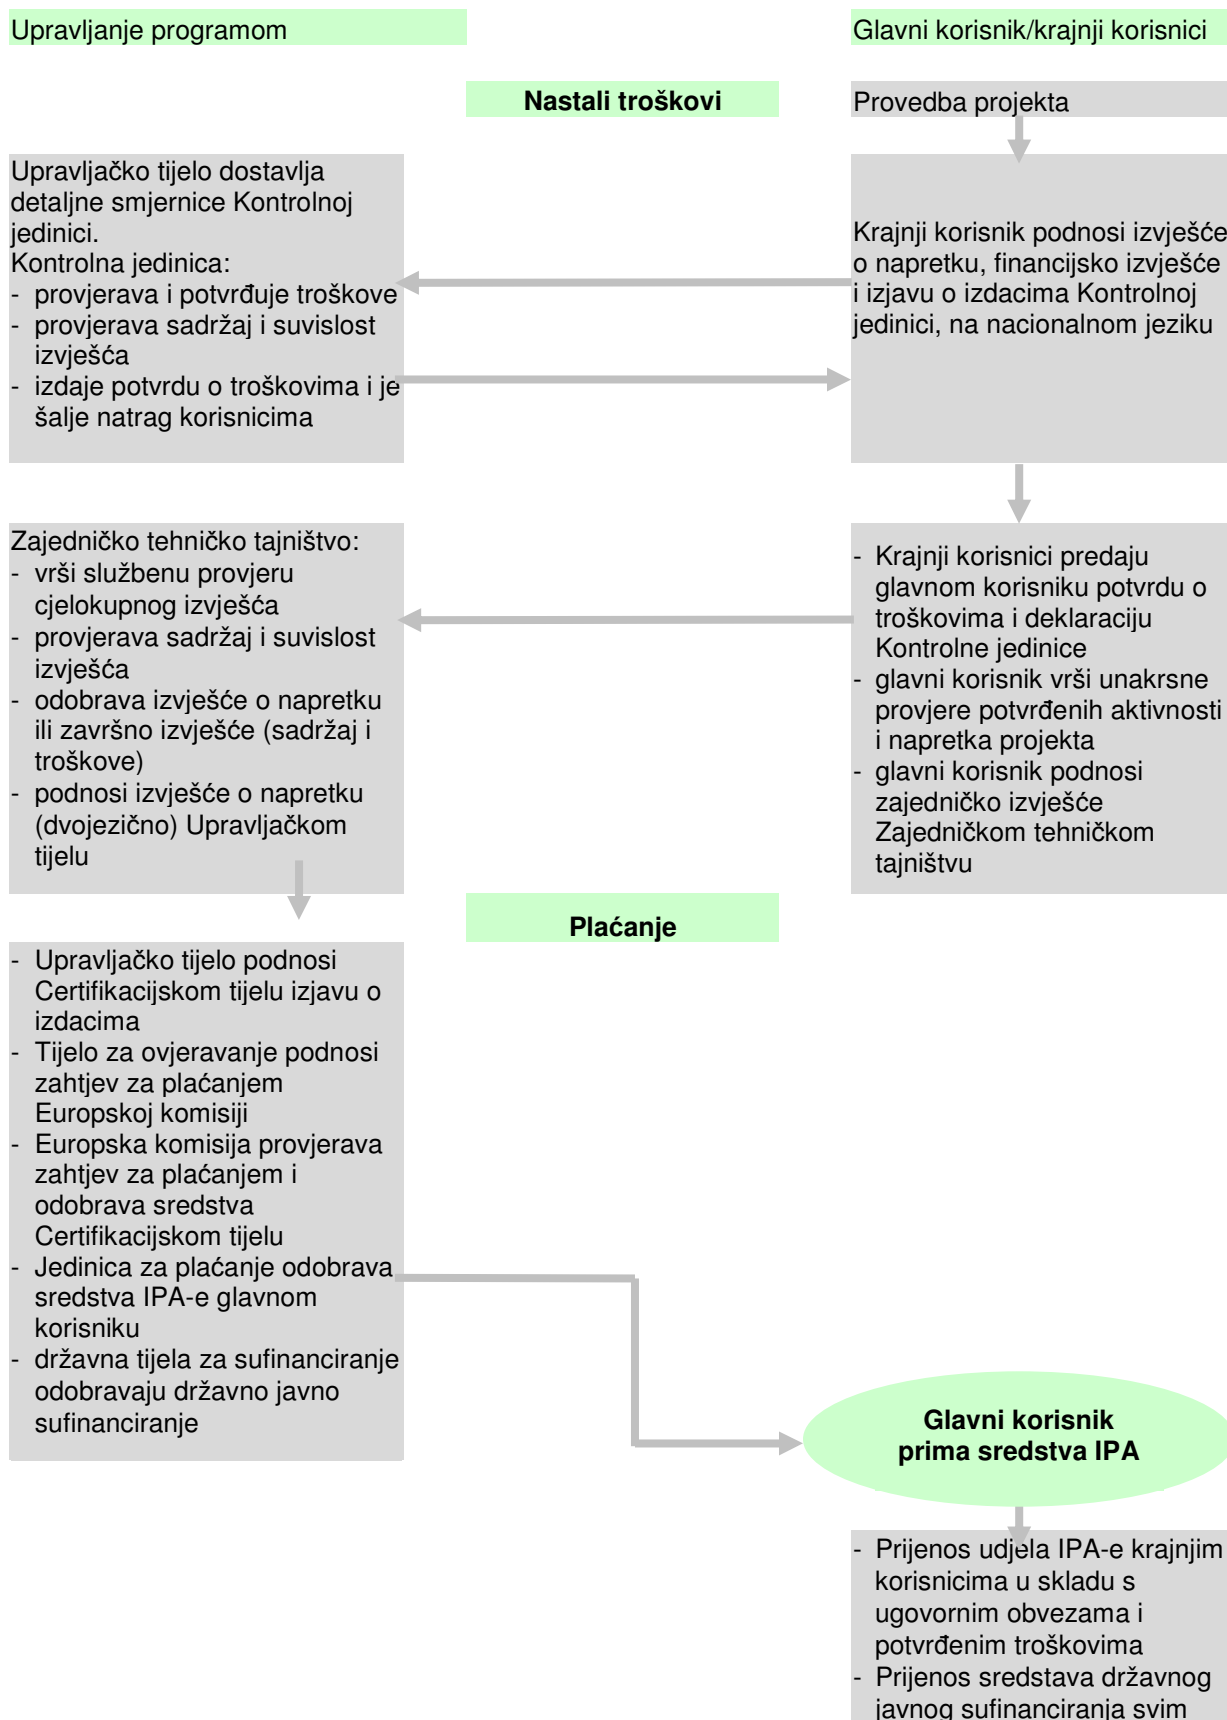 Upravljanje programom
Glavni korisnik/krajnji korisnici
Nastali troškovi
Provedba projekta
Upravljačko tijelo dostavlja
detaljne smjernice Kontrolnoj
jedinici.
Kontrolna jedinica:
- provjerava i potvrđuje troškove
- provjerava sadržaj i suvislost
izvješća
- izdaje potvrdu o troškovima i je
šalje natrag korisnicima
Krajnji korisnik podnosi izvješće
o napretku, financijsko izvješće
i izjavu o izdacima Kontrolnoj
jedinici, na nacionalnom jeziku
Zajedničko tehničko tajništvo:
- vrši službenu provjeru
cjelokupnog izvješća
- provjerava sadržaj i suvislost
izvješća
- odobrava izvješće o napretku
ili završno izvješće (sadržaj i
troškove)
- podnosi izvješće o napretku
(dvojezično) Upravljačkom
tijelu
- Krajnji korisnici predaju
glavnom korisniku potvrdu o
troškovima i deklaraciju
Kontrolne jedinice
- glavni korisnik vrši unakrsne
provjere potvrđenih aktivnosti
i napretka projekta
- glavni korisnik podnosi
zajedničko izvješće
Zajedničkom tehničkom
tajništvu
Plaćanje
- Upravljačko tijelo podnosi
Certifikacijskom tijelu izjavu o
izdacima
- Tijelo za ovjeravanje podnosi
zahtjev za plaćanjem
Europskoj komisiji
- Europska komisija provjerava
zahtjev za plaćanjem i
odobrava sredstva
Certifikacijskom tijelu
- Jedinica za plaćanje odobrava
sredstva IPA-e glavnom
korisniku
- državna tijela za sufinanciranje
odobravaju državno javno
sufinanciranje
Glavni korisnik
prima sredstva IPA
- Prijenos udjela IPA-e krajnjim
korisnicima u skladu s
ugovornim obvezama i
potvrđenim troškovima
- Prijenos sredstava državnog
javnog sufinanciranja svim